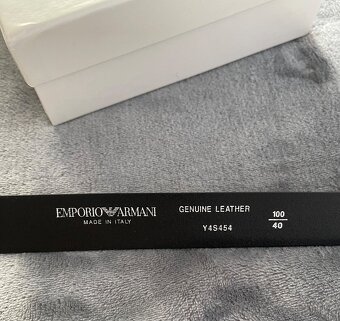 EMPORIO ARMANI
MADE IN ITALY
GENUINE LEATHER
Y4S454
100
40